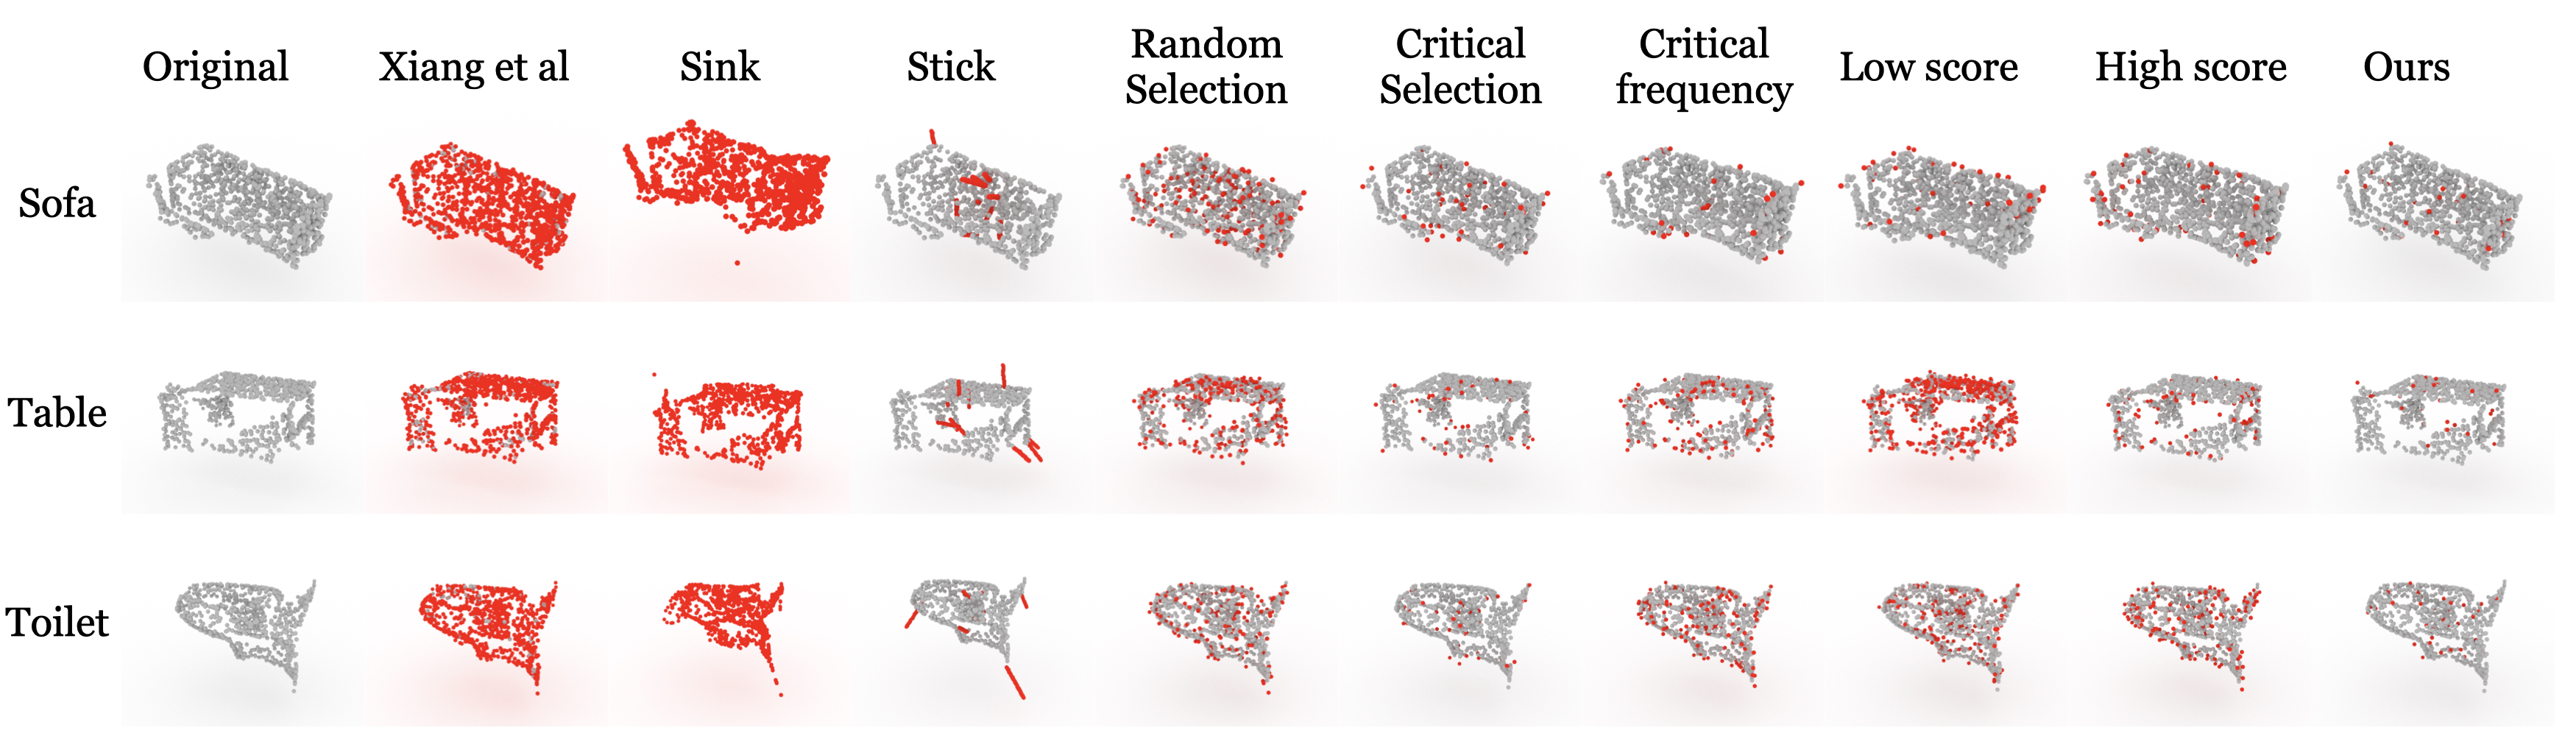 Original
Xiang et al
Sink
Stick
Random
Selection
Critical
Selection
Critical
frequency
Low score
High score
Ours
Sofa
Table
Toilet